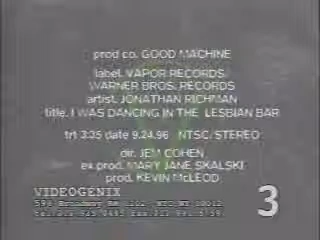 prod co. GOOD MACHINE
label. VAPOR RECORDS
WARNER BROS. RECORDS
artist. JONATHAN RICHMAN
title. I WAS DANCING IN THE LESBIAN BAR
trt 3:35 date 9.24.96 NTSC/STEREO
dir. JEM COHEN
ex.prod. MARY JANE SKALSKI
prod. KEVIN McLEOD
VIDEOGENIX
3
Broadway